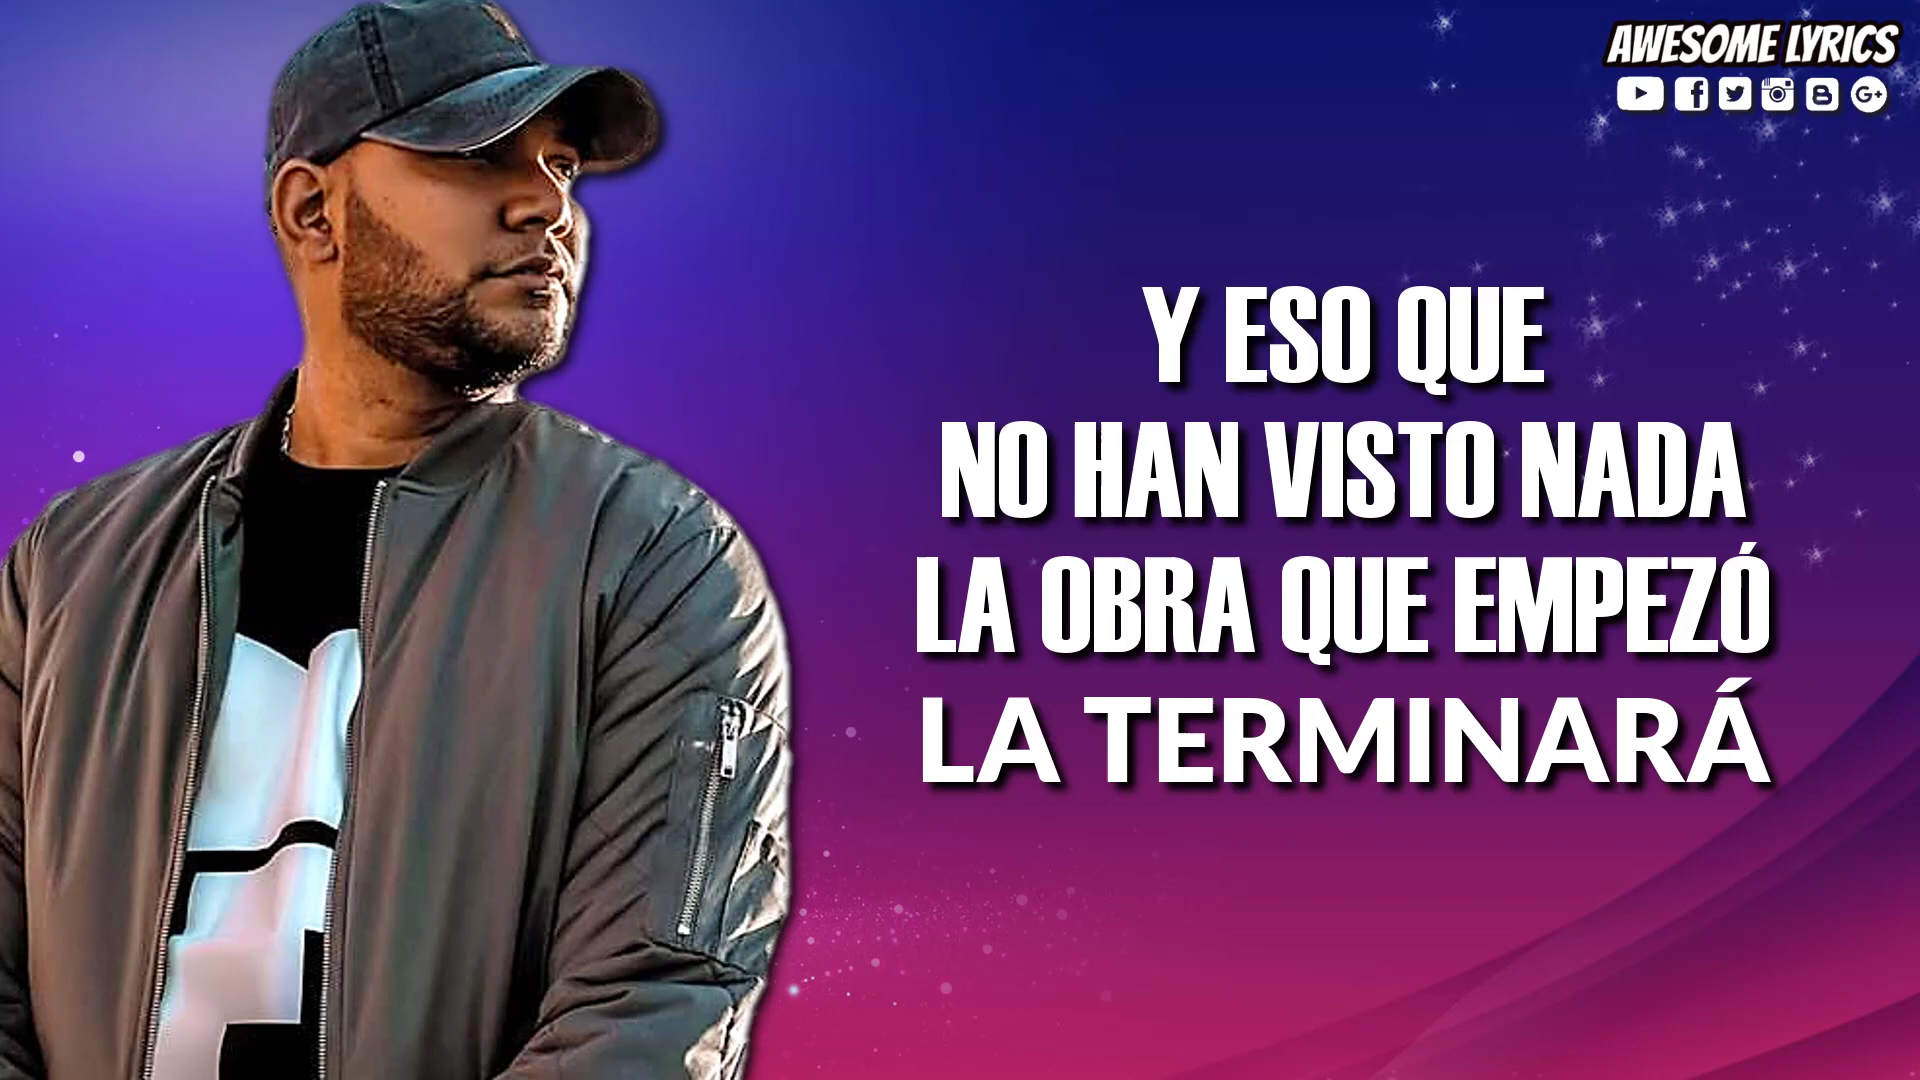 AWESOME LYRICS
Y ESO QUE
NO HAN VISTO NADA
LA OBRA QUE EMPEZÓ
LA TERMINARÁ